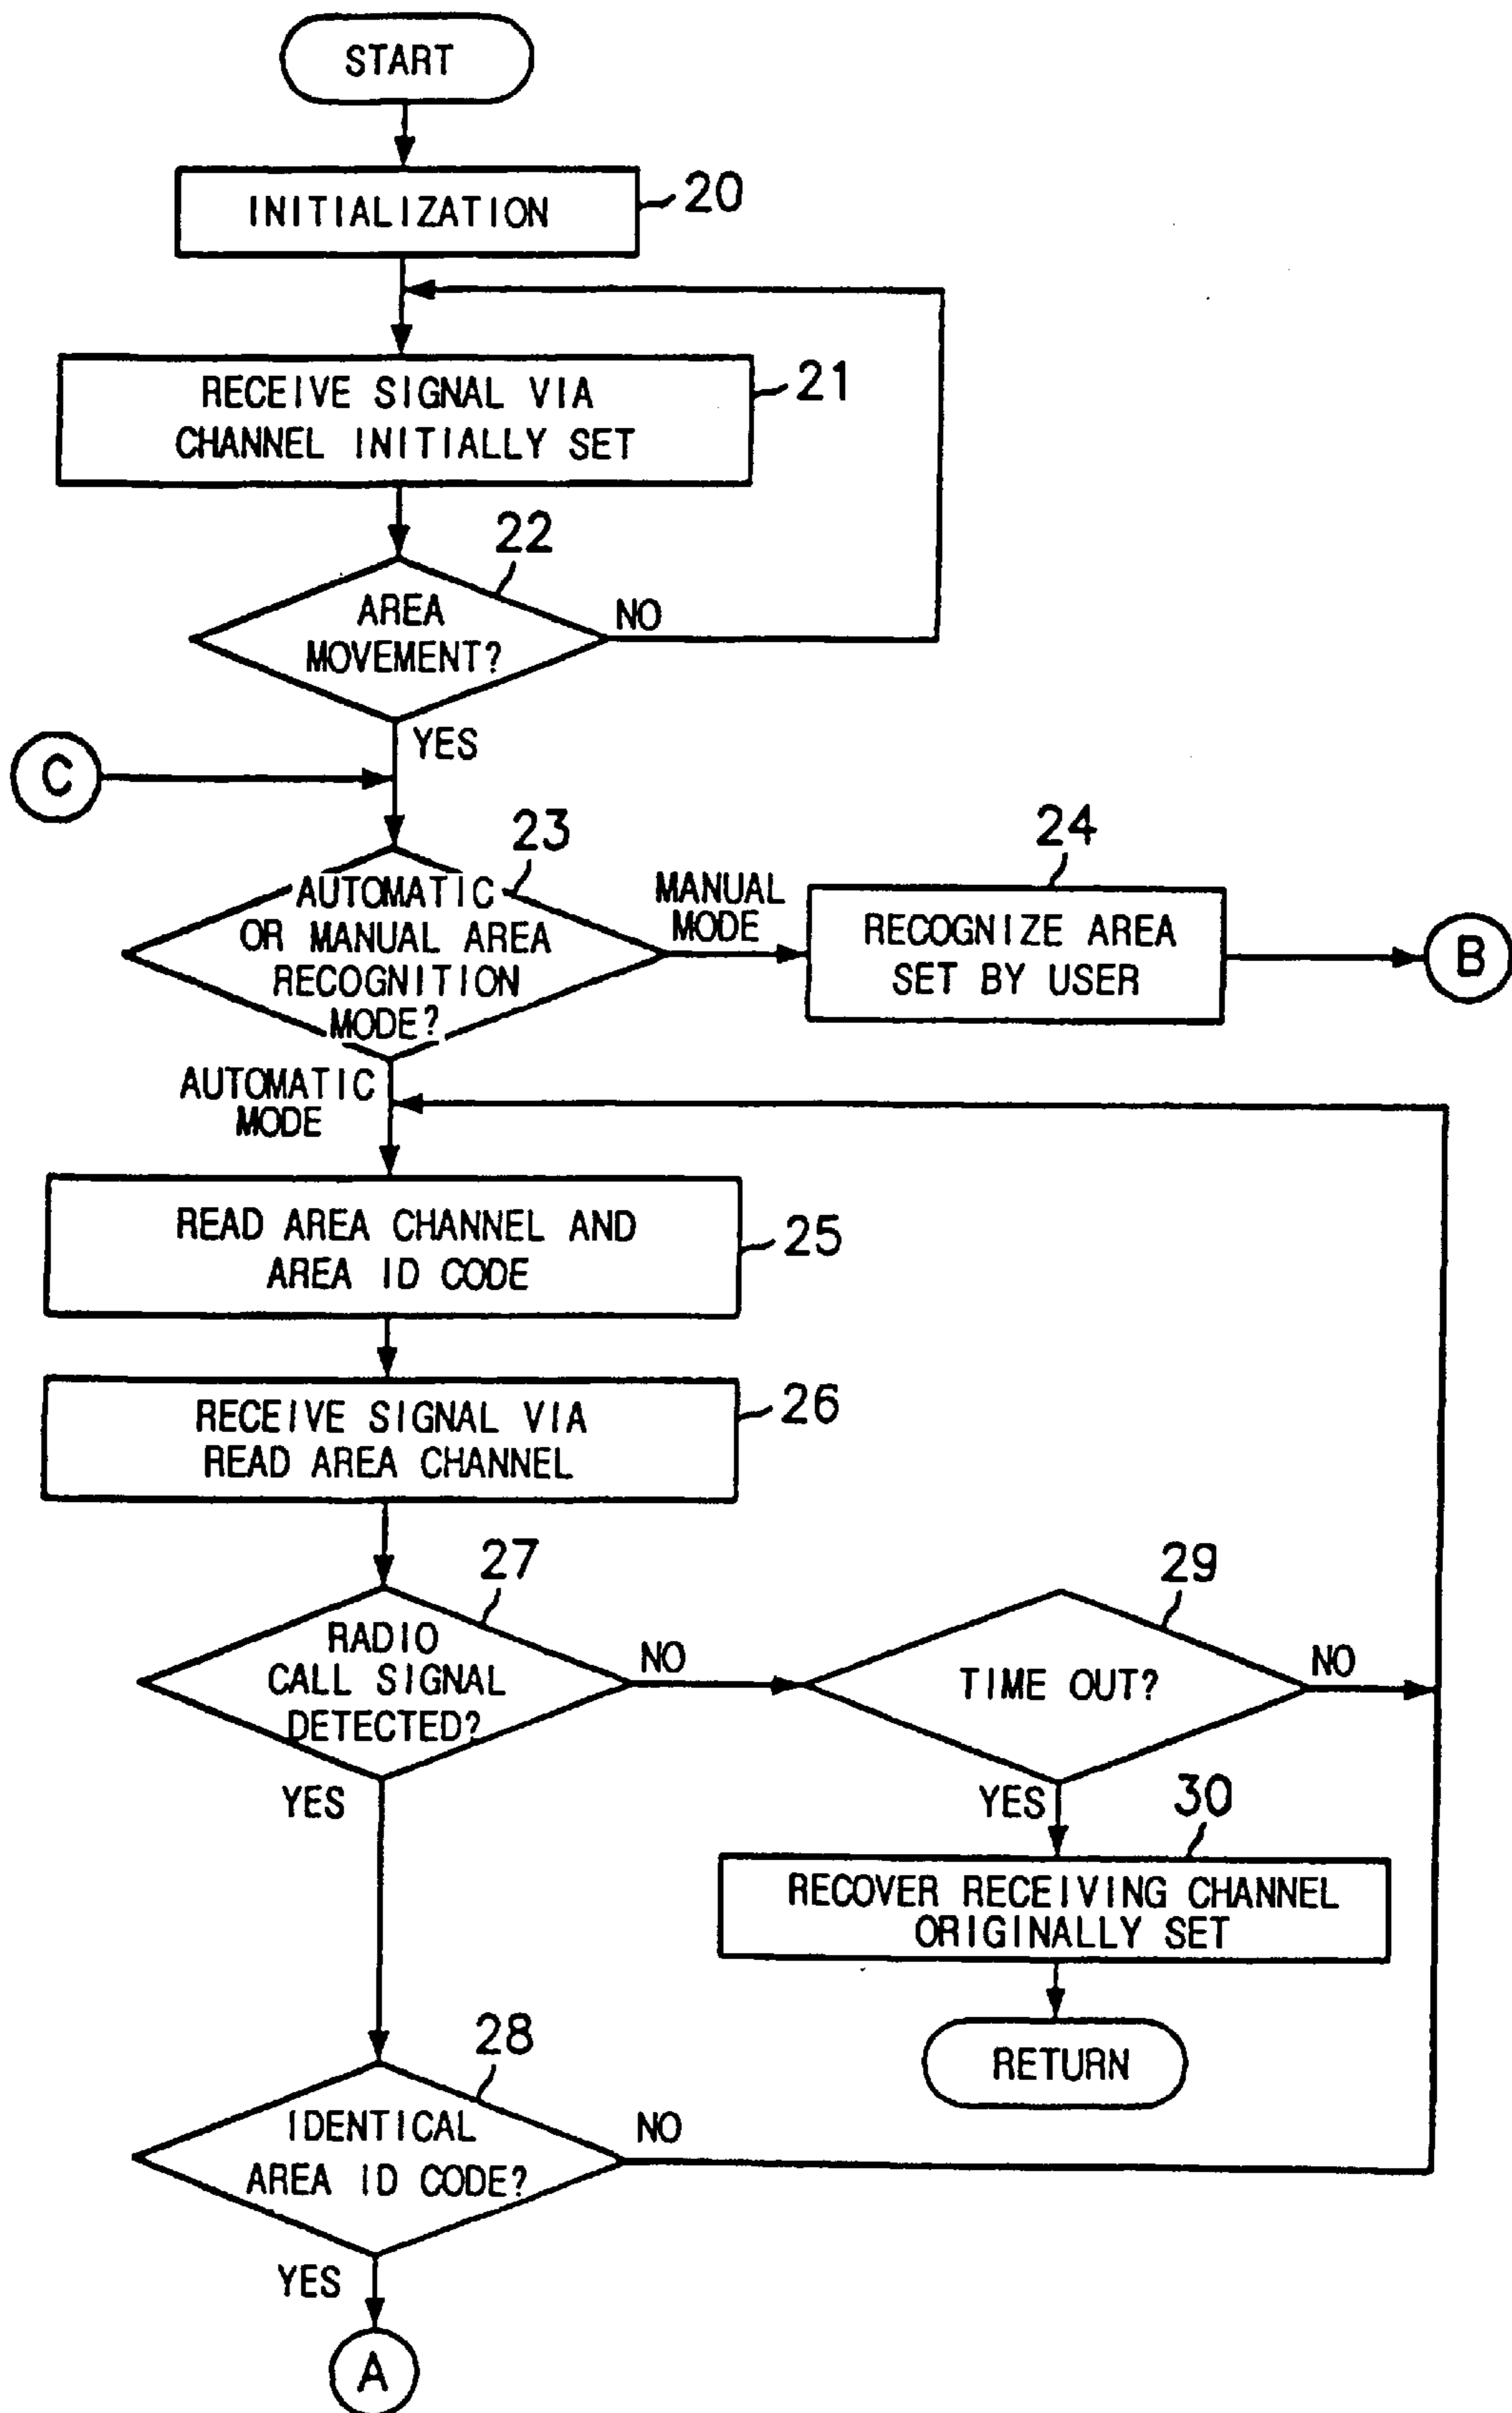 START
INITIALIZATION
20
RECEIVE SIGNAL VIA
CHANNEL INITIALLY SET
21
22
AREA
MOVEMENT?
NO
YES
C
23
AUTOMATIC
OR MANUAL AREA
RECOGNITION
MODE?
MANUAL
MODE
24
RECOGNIZE AREA
SET BY USER
B
AUTOMATIC
MODE
READ AREA CHANNEL AND
AREA ID CODE
25
RECEIVE SIGNAL VIA
READ AREA CHANNEL
26
27
RADIO
CALL SIGNAL
DETECTED?
NO
29
TIME OUT?
NO
YES
YES
30
RECOVER RECEIVING CHANNEL
ORIGINALLY SET
RETURN
28
IDENTICAL
AREA ID CODE?
NO
YES
A